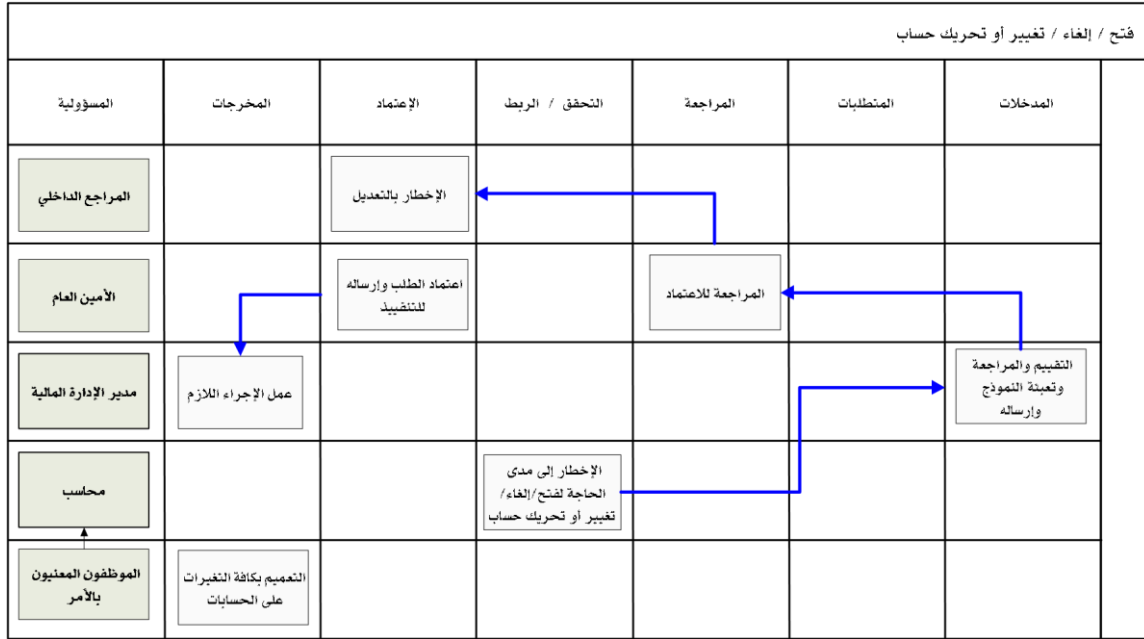 فتح / إلغاء / تغيير أو تحريك حساب
المدخلات
المتطلبات
المراجعة
التحقق / الربط
الإعتماد
المخرجات
المسؤولية
الإخطار بالتعديل
المراجع الداخلي
المراجعة للاعتماد
اعتماد الطلب وإرساله
للتنفييذ
الأمين العام
التقييم والمراجعة
وتعبئة النموذج
وإرساله
عمل الإجراء اللازم
مدير الإدارة المالية
الإخطار إلى مدى
الحاجة لفتح/إلغاء/
تغيير أو تحريك حساب
محاسب
التعميم بكافة التغيرات
على الحسابات
الموظفون المعنيون
بالأمر